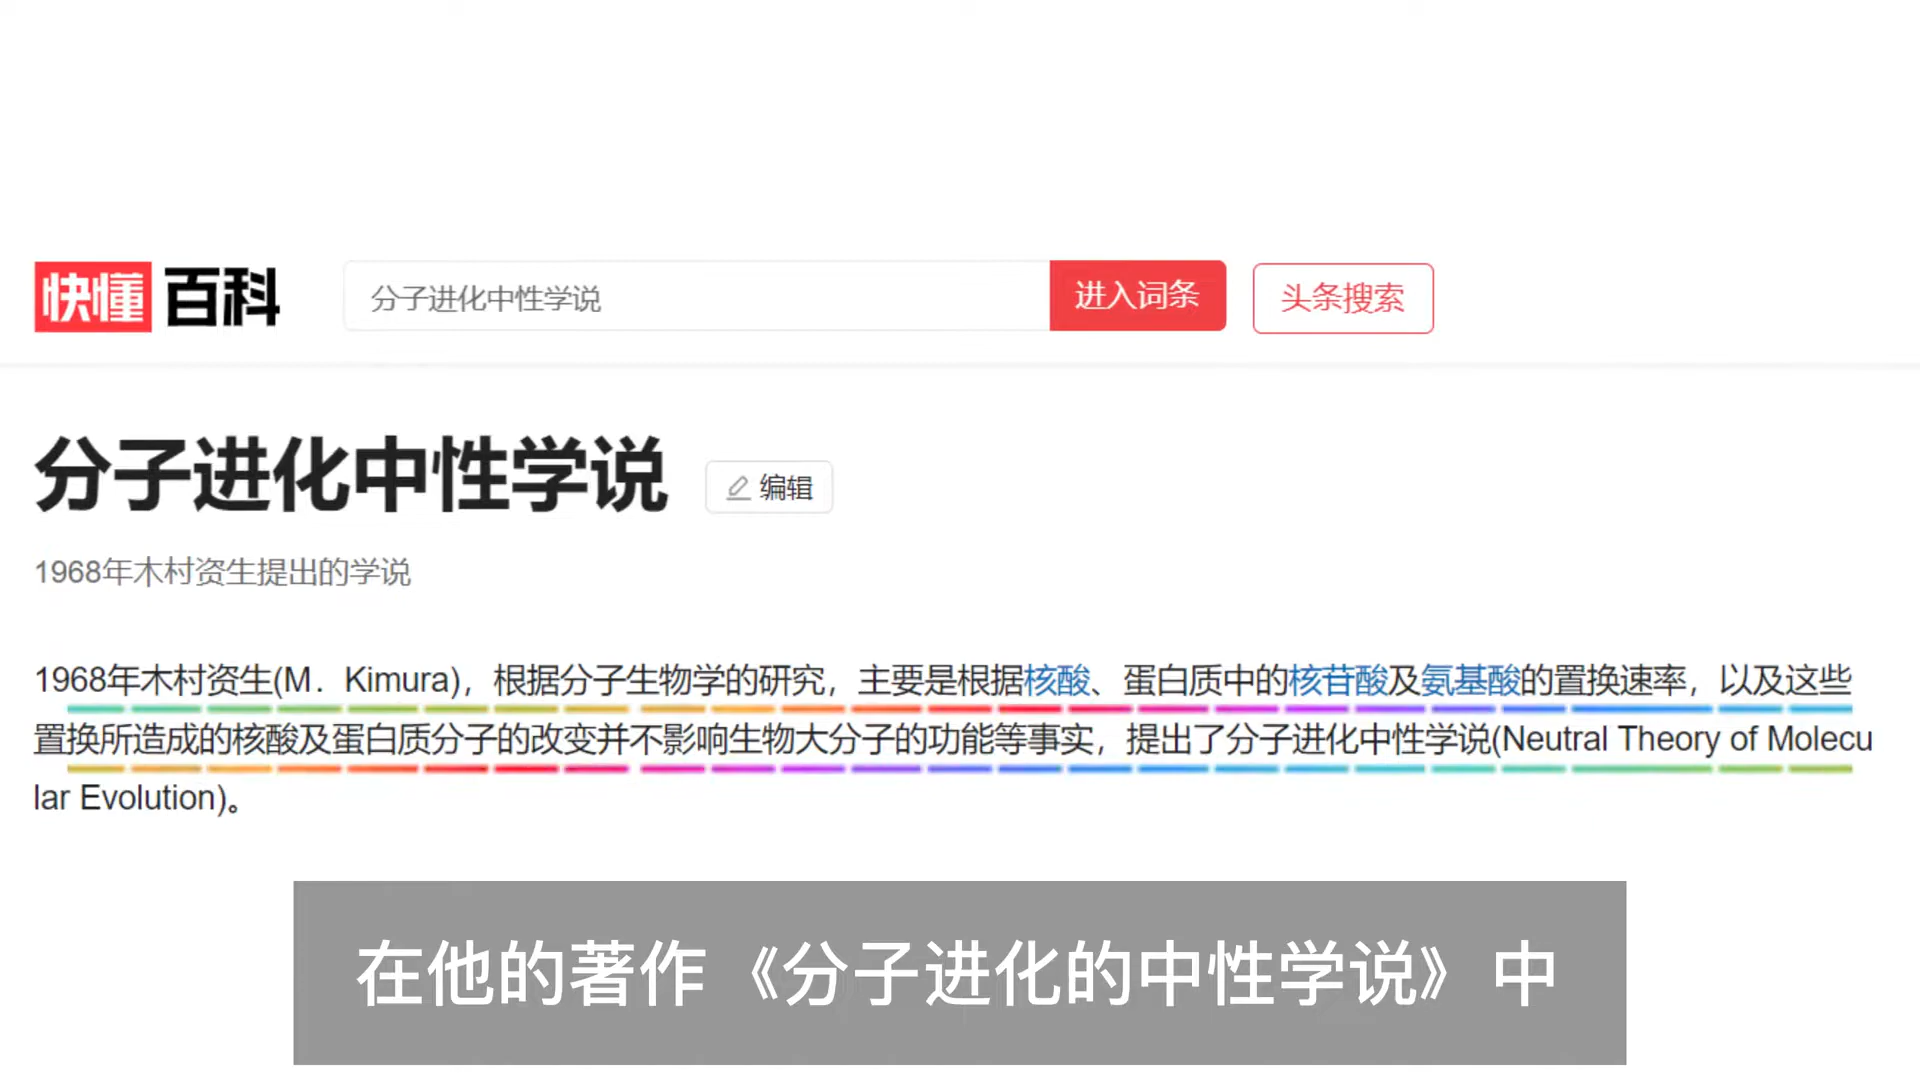 快懂百科 分子进化中性学说 进入词条 头条搜索
分子进化中性学说 编辑
1968年木村资生提出的学说
1968年木村资生(M．Kimura)，根据分子生物学的研究，主要是根据核酸、蛋白质中的核苷酸及氨基酸的置换速率，以及这些
置换所造成的核酸及蛋白质分子的改变并不影响生物大分子的功能等事实，提出了分子进化中性学说(Neutral Theory of Molecu
lar Evolution)。
在他的著作《分子进化的中性学说》中